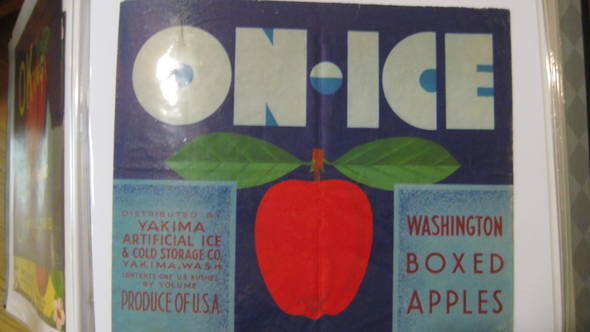 ON·ICE
DISTRIBUTED BY
YAKIMA
ARTIFICIAL ICE
& COLD STORAGE CO.
YAKIMA, WASH.
CONTENTS ONE U.S. BUSHEL
BY VOLUME
PRODUCE OF U.S.A.
WASHINGTON
BOXED
APPLES